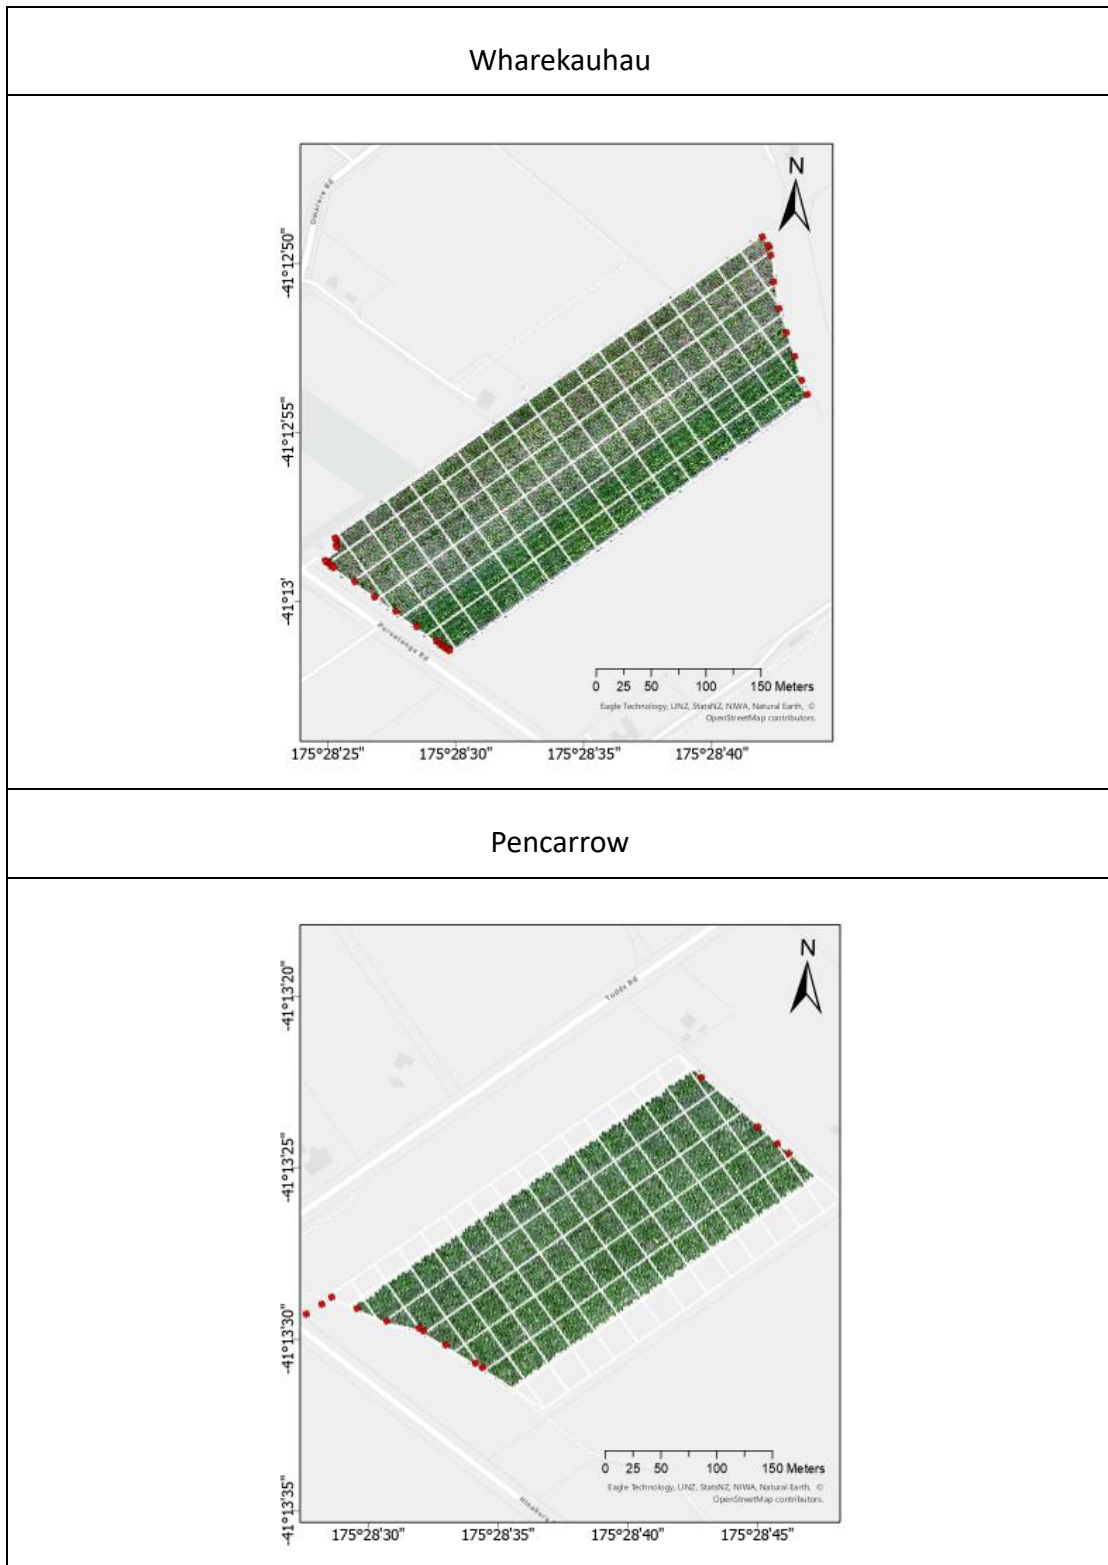 Wharekauhau
N
-41°12'50"
-41°12'55"
-41°13'
Puruatanga Rd
0 25 50 100 150 Meters
Eagle Technology, LINZ, StatsNZ, NIWA, Natural Earth, ©
OpenStreetMap contributors.
175°28'25" 175°28'30" 175°28'35" 175°28'40"
Pencarrow
N
-41°13'20"
Todds Rd
-41°13'25"
-41°13'30"
-41°13'35"
0 25 50 100 150 Meters
Eagle Technology, LINZ, StatsNZ, NIWA, Natural Earth, ©
OpenStreetMap contributors.
175°28'30" 175°28'35" 175°28'40" 175°28'45"